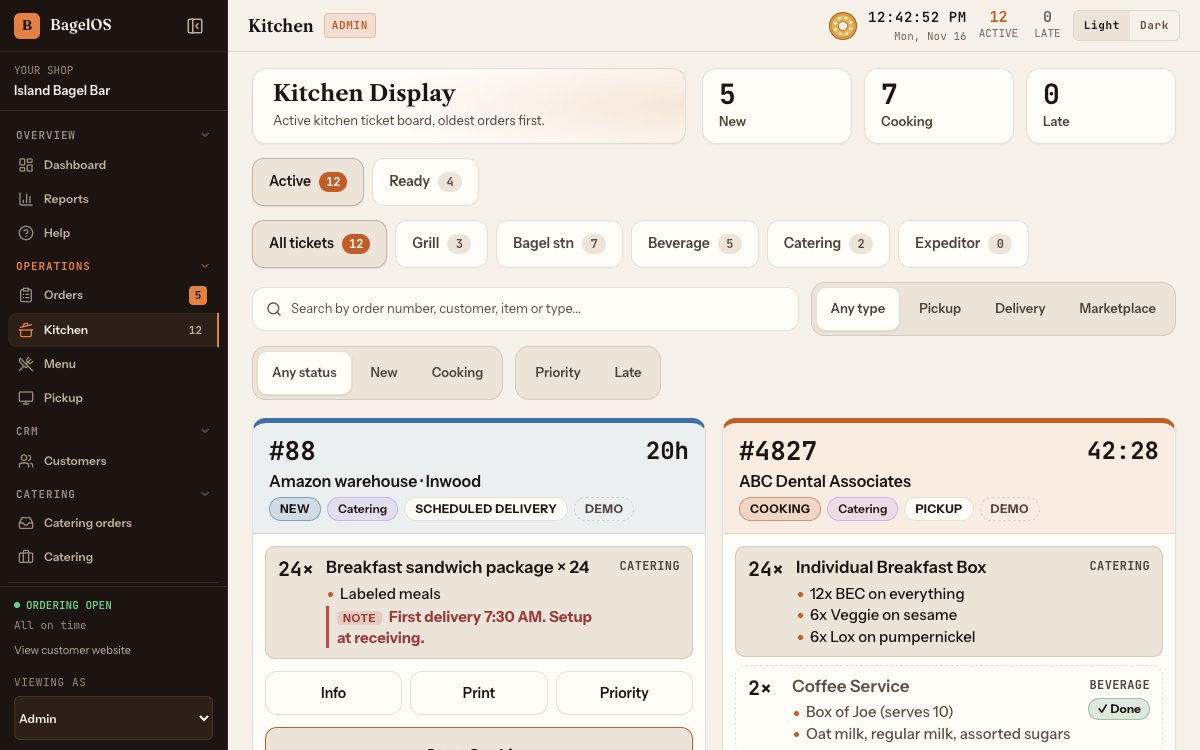 B BagelOS
YOUR SHOP
Island Bagel Bar
OVERVIEW
Dashboard
Reports
Help
OPERATIONS
Orders 5
Kitchen 12
Menu
Pickup
CRM
Customers
CATERING
Catering orders
Catering
ORDERING OPEN
All on time
View customer website
VIEWING AS
Admin
Kitchen ADMIN
12:42:52 PM
Mon, Nov 16
12
ACTIVE
0
LATE
Light Dark
Kitchen Display
Active kitchen ticket board, oldest orders first.
5
New
7
Cooking
0
Late
Active 12 Ready 4
All tickets 12 Grill 3 Bagel stn 7 Beverage 5 Catering 2 Expeditor 0
Search by order number, customer, item or type…
Any type Pickup Delivery Marketplace
Any status New Cooking Priority Late
#88 20h
Amazon warehouse · Inwood
NEW Catering SCHEDULED DELIVERY DEMO
24× Breakfast sandwich package × 24 CATERING
• Labeled meals
NOTE First delivery 7:30 AM. Setup
at receiving.
Info Print Priority
#4827 42:28
ABC Dental Associates
COOKING Catering PICKUP DEMO
24× Individual Breakfast Box CATERING
• 12x BEC on everything
• 6x Veggie on sesame
• 6x Lox on pumpernickel
2× Coffee Service BEVERAGE
✓ Done
• Box of Joe (serves 10)
• Oat milk, regular milk, assorted sugars